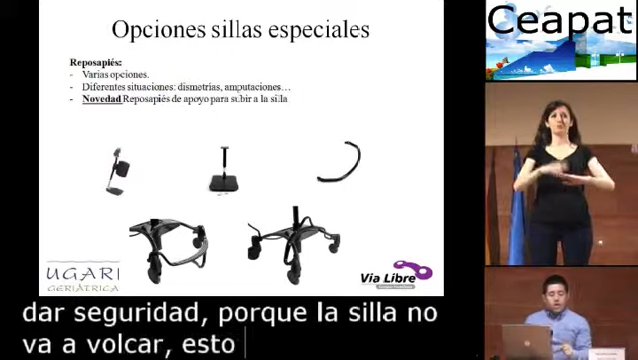 Opciones sillas especiales
Ceapat
Reposapiés:
- Varias opciones.
- Diferentes situaciones: dismetrías, amputaciones…
- Novedad Reposapiés de apoyo para subir a la silla
UGARI
GERIÁTRICA
Vía Libre
dar seguridad, porque la silla no
va a volcar, esto